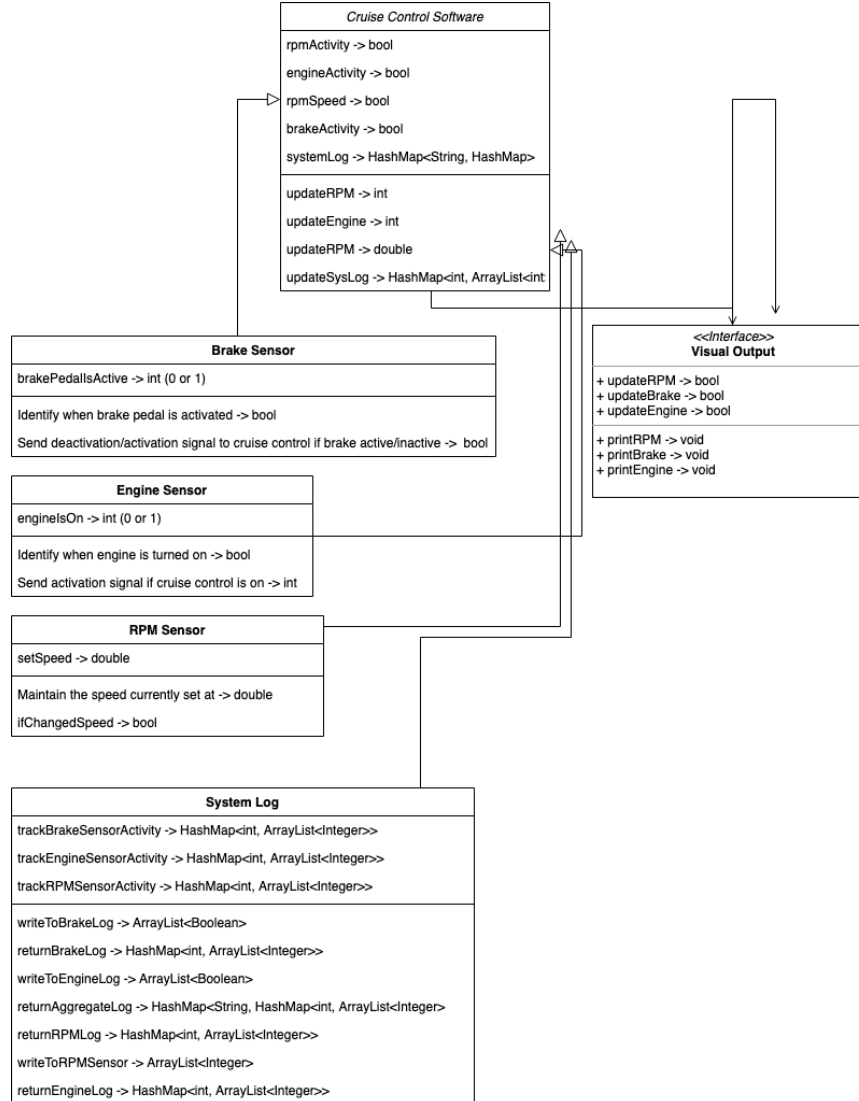 Cruise Control Software
rpmActivity -> bool
engineActivity -> bool
rpmSpeed -> bool
brakeActivity -> bool
systemLog -> HashMap<String, HashMap>
updateRPM -> int
updateEngine -> int
updateRPM -> double
updateSysLog -> HashMap<int, ArrayList<int
<<Interface>>
Visual Output
+ updateRPM -> bool
+ updateBrake -> bool
+ updateEngine -> bool
+ printRPM -> void
+ printBrake -> void
+ printEngine -> void
Brake Sensor
brakePedalIsActive -> int (0 or 1)
Identify when brake pedal is activated -> bool
Send deactivation/activation signal to cruise control if brake active/inactive -> bool
Engine Sensor
engineIsOn -> int (0 or 1)
Identify when engine is turned on -> bool
Send activation signal if cruise control is on -> int
RPM Sensor
setSpeed -> double
Maintain the speed currently set at -> double
ifChangedSpeed -> bool
System Log
trackBrakeSensorActivity -> HashMap<int, ArrayList<Integer>>
trackEngineSensorActivity -> HashMap<int, ArrayList<Integer>>
trackRPMSensorActivity -> HashMap<int, ArrayList<Integer>>
writeToBrakeLog -> ArrayList<Boolean>
returnBrakeLog -> HashMap<int, ArrayList<Integer>>
writeToEngineLog -> ArrayList<Boolean>
returnAggregateLog -> HashMap<String, HashMap<int, ArrayList<Integer>
returnRPMLog -> HashMap<int, ArrayList<Integer>>
writeToRPMSensor -> ArrayList<Integer>
returnEngineLog -> HashMap<int, ArrayList<Integer>>